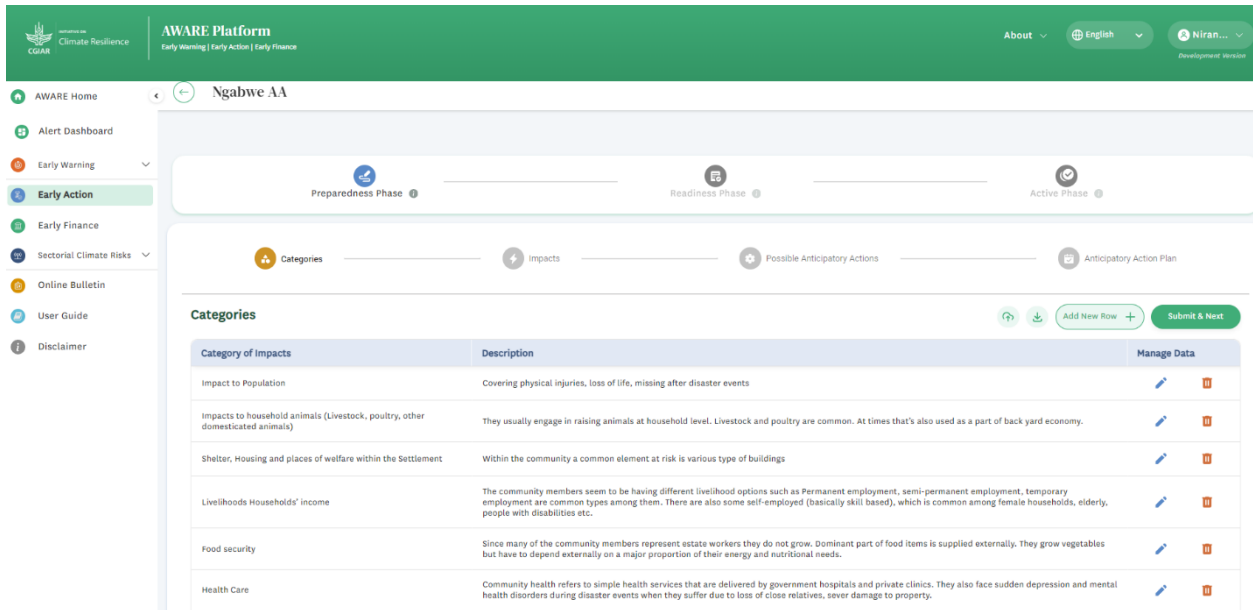 INITIATIVE ON
Climate Resilience
CGIAR
AWARE Platform
Early Warning | Early Action | Early Finance
About
English
Niran...
Development Version
AWARE Home
Ngabwe AA
Alert Dashboard
Early Warning
Early Action
Early Finance
Sectorial Climate Risks
Online Bulletin
User Guide
Disclaimer
Preparedness Phase
Readiness Phase
Active Phase
Categories
Impacts
Possible Anticipatory Actions
Anticipatory Action Plan
Categories
Add New Row +
Submit & Next
Category of Impacts
Description
Manage Data
Impact to Population
Covering physical injuries, loss of life, missing after disaster events
Impacts to household animals (Livestock, poultry, other
domesticated animals)
They usually engage in raising animals at household level. Livestock and poultry are common. At times that's also used as a part of back yard economy.
Shelter, Housing and places of welfare within the Settlement
Within the community a common element at risk is various type of buildings
Livelihoods Households' income
The community members seem to be having different livelihood options such as Permanent employment, semi-permanent employment, temporary
employment are common types among them. There are also some self-employed (basically skill based), which is common among female households, elderly,
people with disabilities etc.
Food security
Since many of the community members represent estate workers they do not grow. Dominant part of food items is supplied externally. They grow vegetables
but have to depend externally on a major proportion of their energy and nutritional needs.
Health Care
Community health refers to simple health services that are delivered by government hospitals and private clinics. They also face sudden depression and mental
health disorders during disaster events when they suffer due to loss of close relatives, sever damage to property.